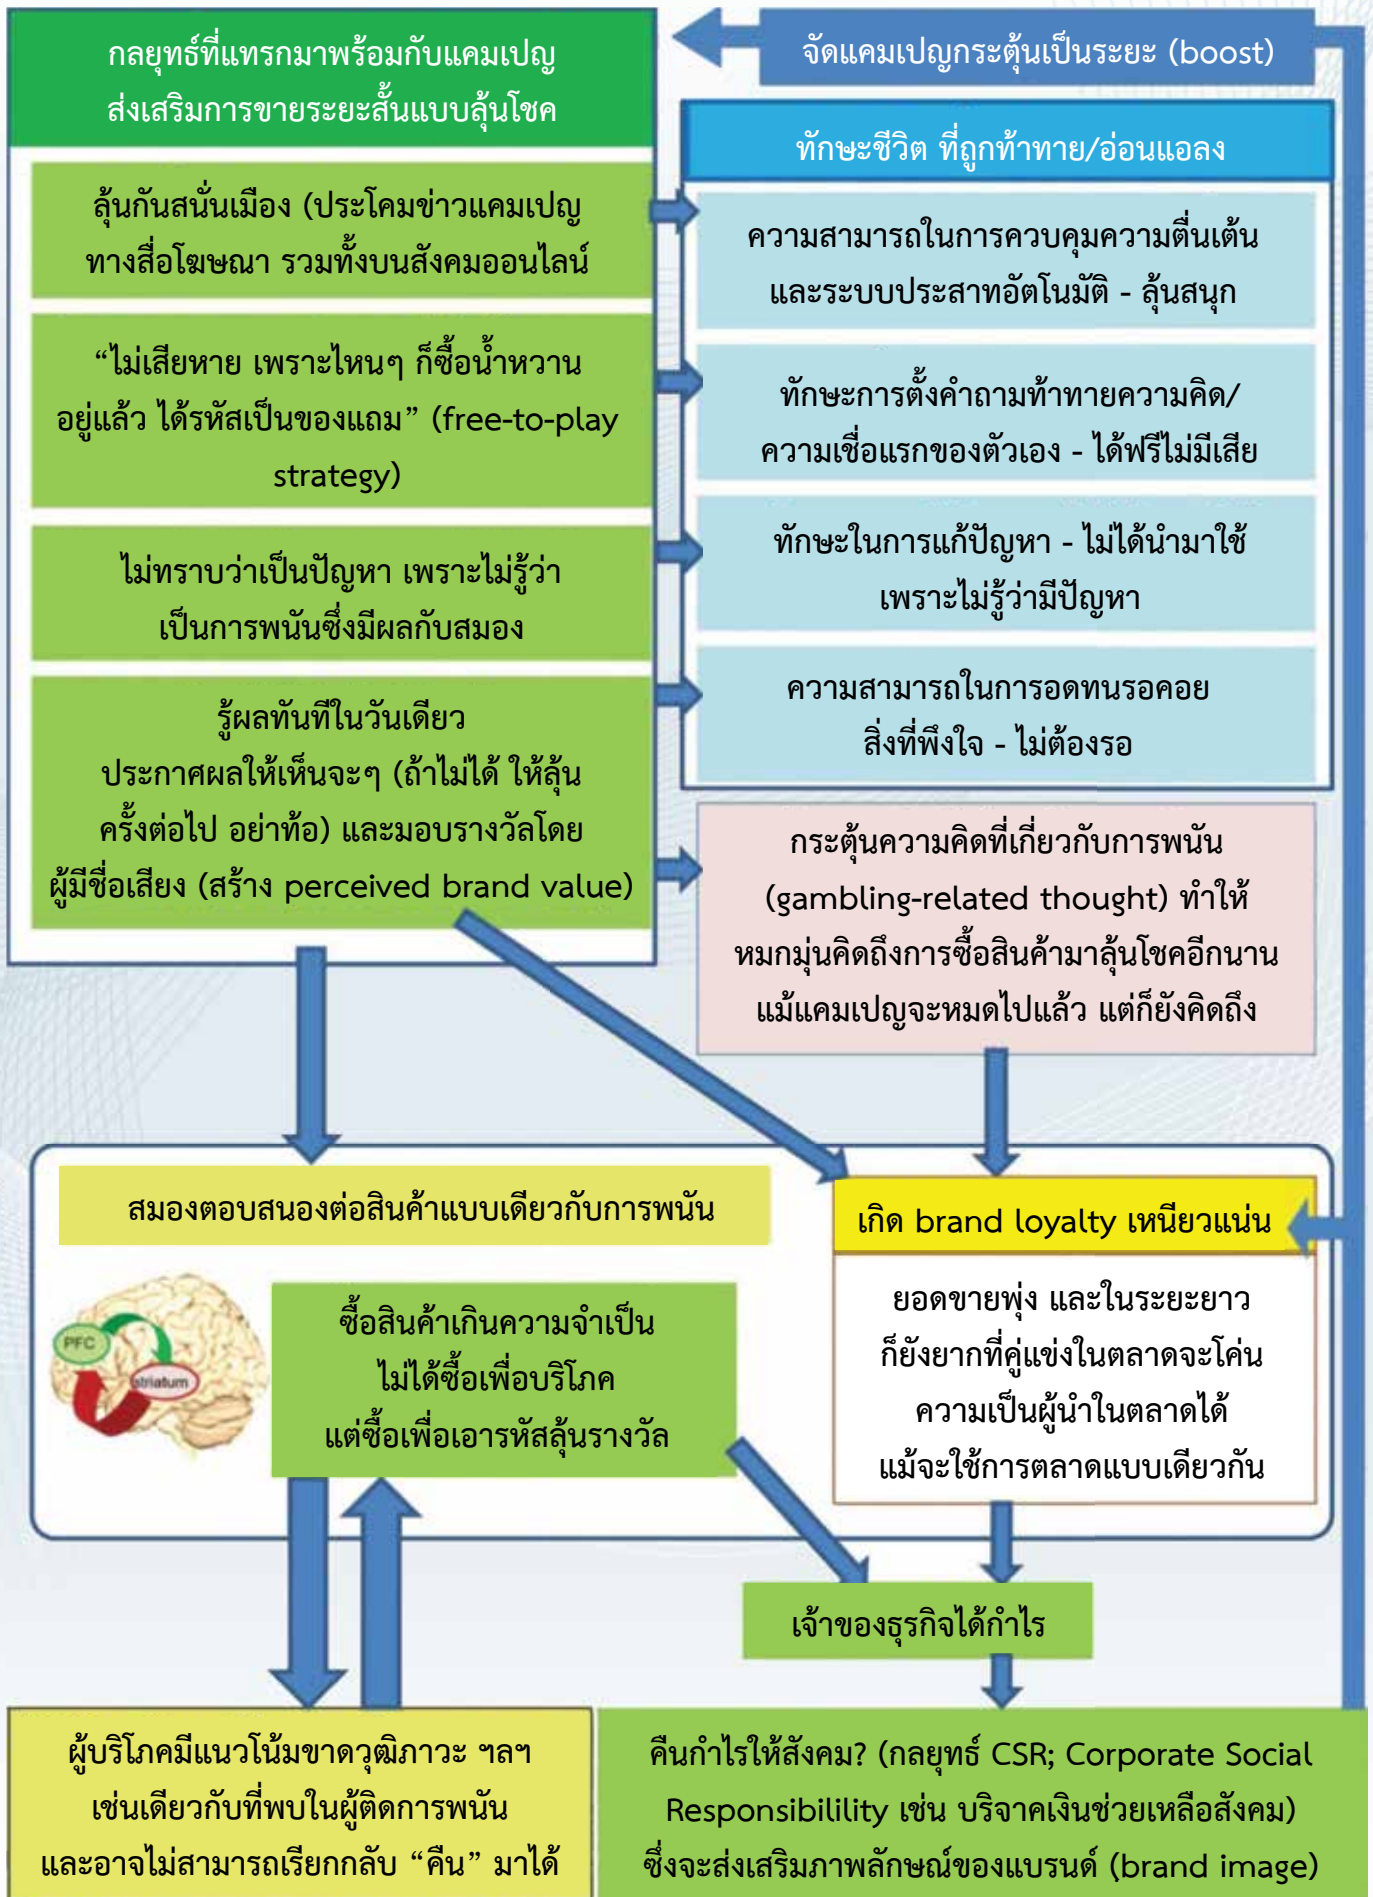 กลยุทธ์ที่แทรกมาพร้อมกับแคมเปญ
ส่งเสริมการขายระยะสั้นแบบลุ้นโชค
จัดแคมเปญกระตุ้นเป็นระยะ (boost)
ลุ้นกันสนั่นเมือง (ประโคมข่าวแคมเปญ
ทางสื่อโฆษณา รวมทั้งบนสังคมออนไลน์
“ไม่เสียหาย เพราะไหนๆ ก็ซื้อน้ำหวาน
อยู่แล้ว ได้รหัสเป็นของแถม” (free-to-play
strategy)
ไม่ทราบว่าเป็นปัญหา เพราะไม่รู้ว่า
เป็นการพนันซึ่งมีผลกับสมอง
รู้ผลทันทีในวันเดียว
ประกาศผลให้เห็นจะๆ (ถ้าไม่ได้ ให้ลุ้น
ครั้งต่อไป อย่าท้อ) และมอบรางวัลโดย
ผู้มีชื่อเสียง (สร้าง perceived brand value)
ทักษะชีวิต ที่ถูกท้าทาย/อ่อนแอลง
ความสามารถในการควบคุมความตื่นเต้น
และระบบประสาทอัตโนมัติ - ลุ้นสนุก
ทักษะการตั้งคำถามท้าทายความคิด/
ความเชื่อแรกของตัวเอง - ได้ฟรีไม่มีเสีย
ทักษะในการแก้ปัญหา - ไม่ได้นำมาใช้
เพราะไม่รู้ว่ามีปัญหา
ความสามารถในการอดทนรอคอย
สิ่งที่พึงใจ - ไม่ต้องรอ
กระตุ้นความคิดที่เกี่ยวกับการพนัน
(gambling-related thought) ทำให้
หมกมุ่นคิดถึงการซื้อสินค้ามาลุ้นโชคอีกนาน
แม้แคมเปญจะหมดไปแล้ว แต่ก็ยังคิดถึง
สมองตอบสนองต่อสินค้าแบบเดียวกับการพนัน
PFC
striatum
ซื้อสินค้าเกินความจำเป็น
ไม่ได้ซื้อเพื่อบริโภค
แต่ซื้อเพื่อเอารหัสลุ้นรางวัล
เกิด brand loyalty เหนียวแน่น
ยอดขายพุ่ง และในระยะยาว
ก็ยังยากที่คู่แข่งในตลาดจะโค่น
ความเป็นผู้นำในตลาดได้
แม้จะใช้การตลาดแบบเดียวกัน
เจ้าของธุรกิจได้กำไร
ผู้บริโภคมีแนวโน้มขาดวุฒิภาวะ ฯลฯ
เช่นเดียวกับที่พบในผู้ติดการพนัน
และอาจไม่สามารถเรียกกลับ “คืน” มาได้
คืนกำไรให้สังคม? (กลยุทธ์ CSR; Corporate Social
Responsibilility เช่น บริจาคเงินช่วยเหลือสังคม)
ซึ่งจะส่งเสริมภาพลักษณ์ของแบรนด์ (brand image)